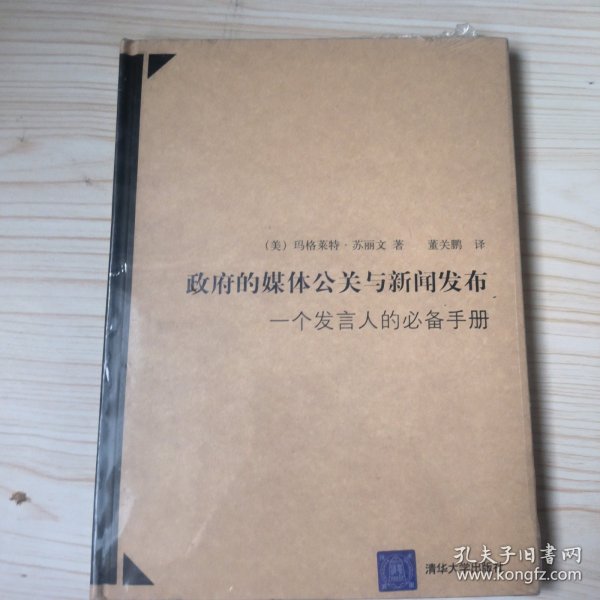 （美）玛格莱特·苏丽文 著 董关鹏 译
政府的媒体公关与新闻发布
一个发言人的必备手册
清华大学出版社
孔夫子旧书网
www.kongfz.com